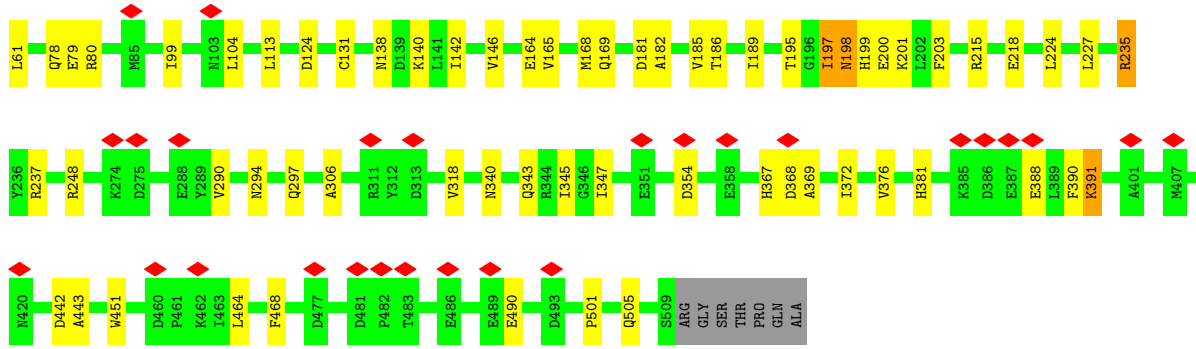 L61 Q78 E79 R80 M85 I99 N103 L104 L113 D124 C131 N138 D139 K140 L141 I142 V146 E164 V165 M168 Q169 D181 A182 V185 T186 I189 T195 G196 I197 N198 H199 E200 K201 L202 F203 R215 E218 L224 L227 R235
Y236 R237 R248 K274 D275 E288 Y289 V290 N294 Q297 A306 R311 Y312 D313 V318 N340 Q343 R344 I345 G346 I347 E351 D354 E358 H367 D368 A369 I372 V376 H381 K385 D386 E387 E388 L389 F390 K391 A401 M407
N420 D442 A443 W451 D460 P461 K462 I463 L464 F468 D477 D481 P482 T483 E486 E489 E490 D493 P501 Q505 S509 ARG GLY SER THR PRO GLN ALA